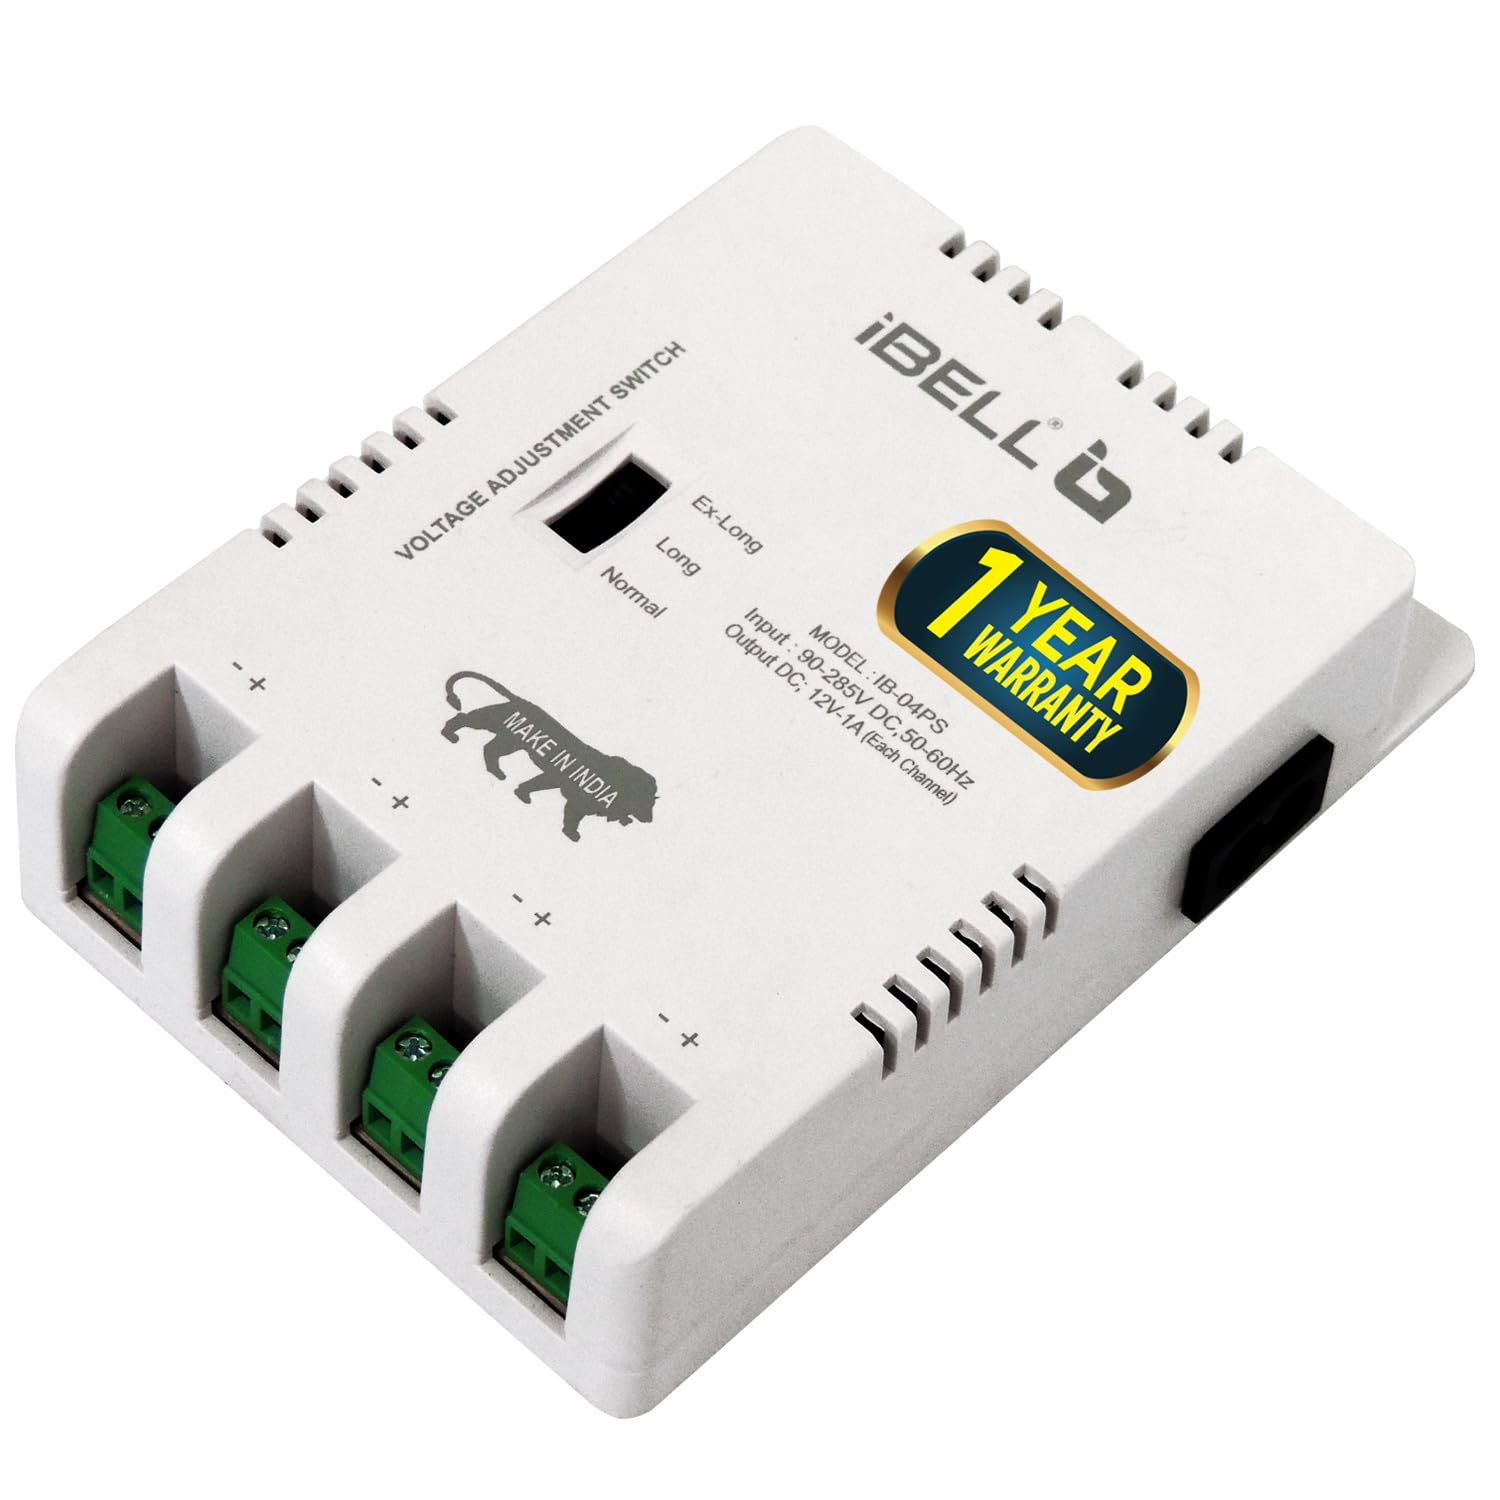 iBELL® ib
VOLTAGE ADJUSTMENT SWITCH
Ex-Long
Long
Normal
1 YEAR
WARRANTY
MODEL : IB-04PS
Input : 90-285V DC, 50-60Hz
Output DC, 12V-1A (Each Channel)
MAKE IN INDIA
- +
- +
- +
- +